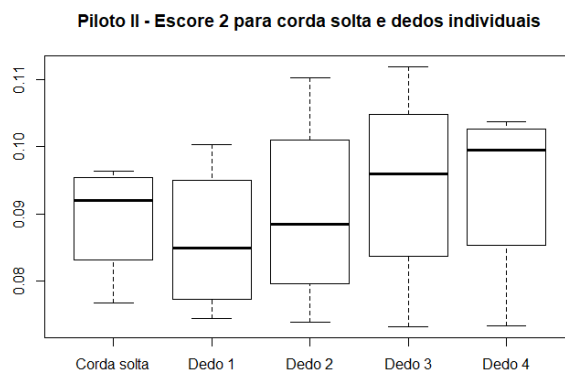 Piloto II - Escore 2 para corda solta e dedos individuais
0.11
0.10
0.09
0.08
Corda solta Dedo 1 Dedo 2 Dedo 3 Dedo 4